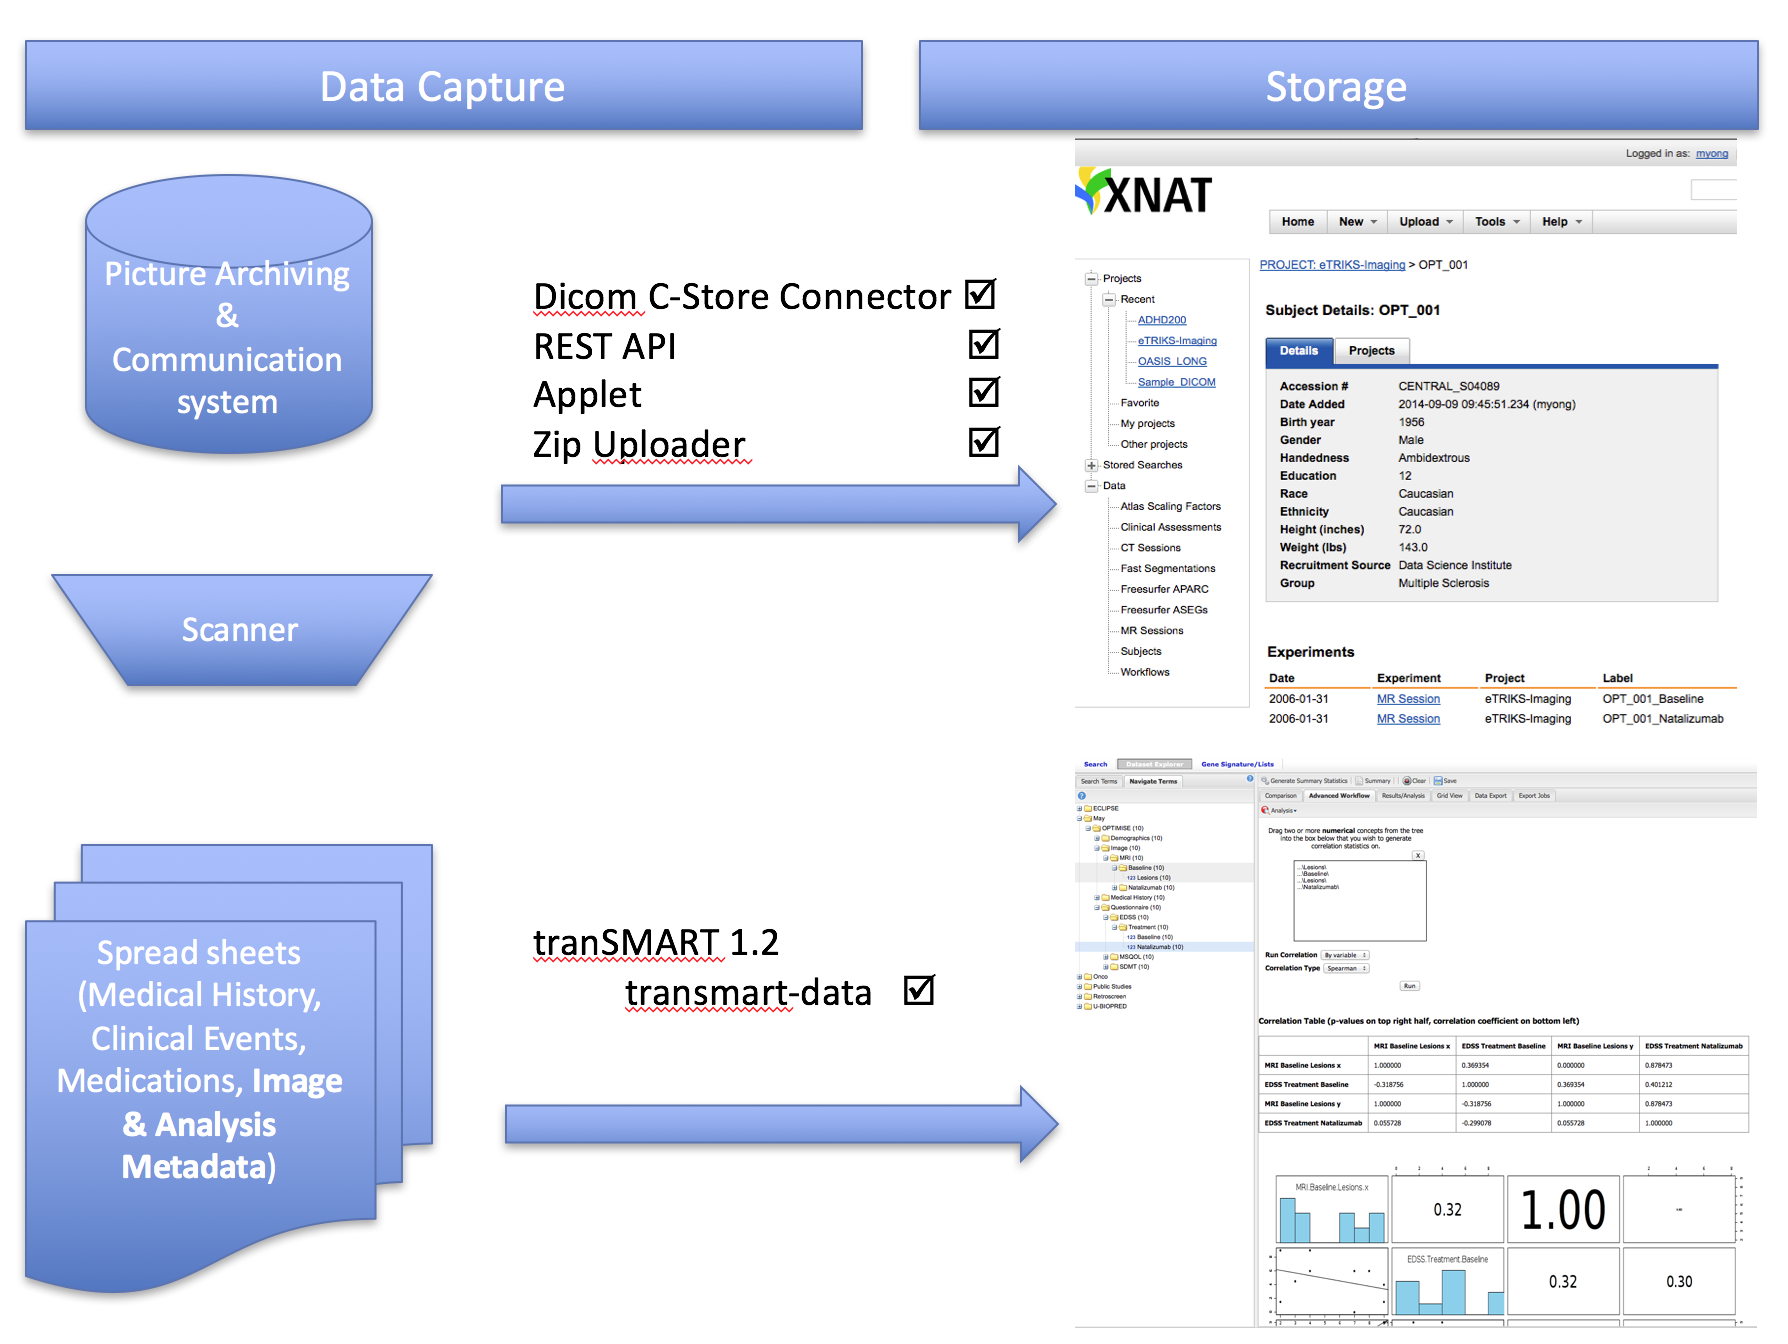 Data Capture
Storage
Picture Archiving
&
Communication
system
Scanner
Dicom C-Store Connector ☑
REST API ☑
Applet ☑
Zip Uploader ☑
Logged in as: myong
XNAT
Home New Upload Tools Help
Projects
Recent
ADHD200
eTRIKS-Imaging
OASIS_LONG
Sample_DICOM
Favorite
My projects
Other projects
Stored Searches
Data
Atlas Scaling Factors
Clinical Assessments
CT Sessions
Fast Segmentations
Freesurfer APARC
Freesurfer ASEGs
MR Sessions
Subjects
Workflows
PROJECT: eTRIKS-Imaging > OPT_001
Subject Details: OPT_001
Details Projects
Accession # CENTRAL_S04089
Date Added 2014-09-09 09:45:51.234 (myong)
Birth year 1956
Gender Male
Handedness Ambidextrous
Education 12
Race Caucasian
Ethnicity Caucasian
Height (inches) 72.0
Weight (lbs) 143.0
Recruitment Source Data Science Institute
Group Multiple Sclerosis
Experiments
Date Experiment Project Label
2006-01-31 MR Session eTRIKS-Imaging OPT_001_Baseline
2006-01-31 MR Session eTRIKS-Imaging OPT_001_Natalizumab
Spread sheets
(Medical History,
Clinical Events,
Medications, Image
& Analysis
Metadata)
tranSMART 1.2
transmart-data ☑
Search Dataset Explorer Gene Signature/Lists
Search Terms Navigate Terms
ECLIPSE
May
OPTIMISE (10)
Demographics (10)
Image (10)
MRI (10)
Baseline (10)
123 Lesions (10)
Natalizumab (10)
Medical History (10)
Questionnaire (10)
EDSS (10)
Treatment (10)
123 Baseline (10)
123 Natalizumab (10)
MSQOL (10)
SDMT (10)
Onco
Public Studies
Retroscreen
U-BIOPRED
Generate Summary Statistics Summary Clear Save
Comparison Advanced Workflow Results/Analysis Grid View Data Export Export Jobs
Analysis
Drag two or more numerical concepts from the tree
into the box below that you wish to generate
correlation statistics on.
X
...\Lesions\
...\Baseline\
...\Lesions\
...\Natalizumab\
Run Correlation By variable
Correlation Type Spearman
Run
Correlation Table (p-values on top right half, correlation coefficient on bottom left)
MRI Baseline Lesions x EDSS Treatment Baseline MRI Baseline Lesions y EDSS Treatment Natalizumab
MRI Baseline Lesions x 1.000000 0.369354 0.000000 0.878473
EDSS Treatment Baseline -0.318756 1.000000 0.369354 0.401212
MRI Baseline Lesions y 1.000000 -0.318756 1.000000 0.878473
EDSS Treatment Natalizumab 0.055728 -0.299078 0.055728 1.000000
0 2 4 6 8
2 4 6 8
MRI.Baseline.Lesions.x
0.32
1.00
EDSS.Treatment.Baseline
0.32
0.30